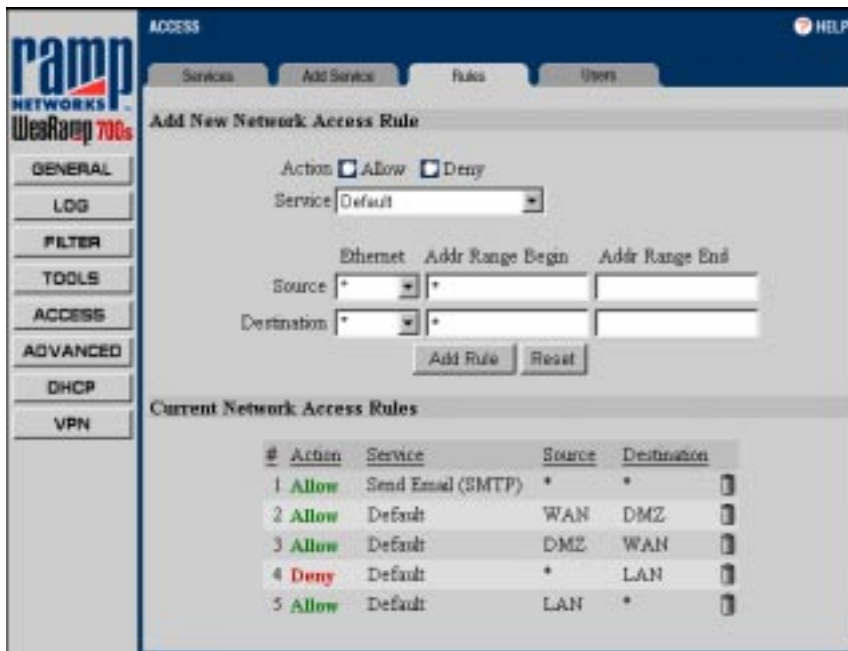 ACCESS
HELP
ramp
NETWORKS
WebRamp 700s
Services Add Service Rules Users
Add New Network Access Rule
GENERAL
LOG
FILTER
TOOLS
ACCESS
ADVANCED
DHCP
VPN
Action Allow Deny
Service Default
Ethernet Addr Range Begin Addr Range End
Source * *
Destination * *
Add Rule Reset
Current Network Access Rules
# Action Service Source Destination
1 Allow Send Email (SMTP) * *
2 Allow Default WAN DMZ
3 Allow Default DMZ WAN
4 Deny Default * LAN
5 Allow Default LAN *